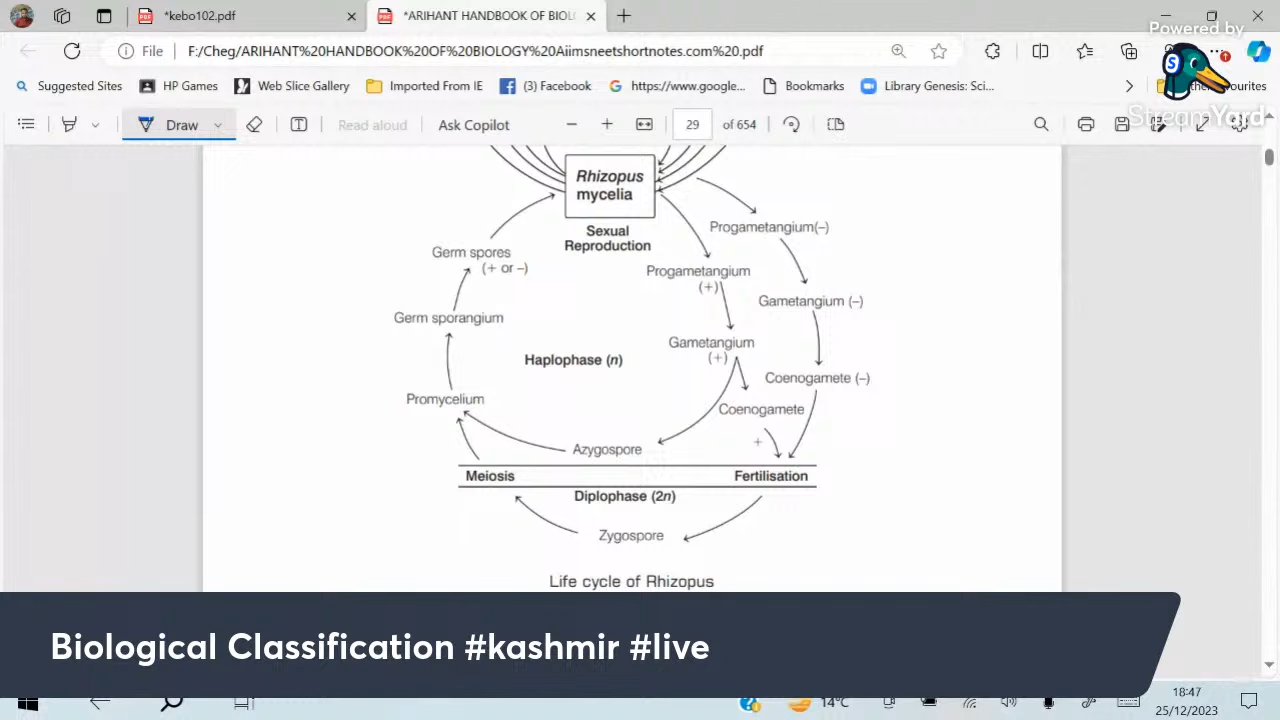 *kebo102.pdf
*ARIHANT HANDBOOK OF BIOL
Powered by
StreamYard
File
F:/Cheg/ARIHANT%20HANDBOOK%20OF%20BIOLOGY%20Aiimsneetshortnotes.com%20.pdf
Suggested Sites
HP Games
Web Slice Gallery
Imported From IE
(3) Facebook
https://www.google...
Bookmarks
Library Genesis: Sci...
Draw
Read aloud
Ask Copilot
29 of 654
Rhizopus
mycelia
Sexual
Reproduction
Progametangium(–)
Germ spores
(+ or –)
Progametangium
(+)
Gametangium (–)
Germ sporangium
Gametangium
(+)
Haplophase (n)
Coenogamete (–)
Promycelium
Coenogamete
+
Azygospore
Meiosis
Fertilisation
Diplophase (2n)
Zygospore
Life cycle of Rhizopus
Biological Classification #kashmir #live
14°C
18:47
25/12/2023